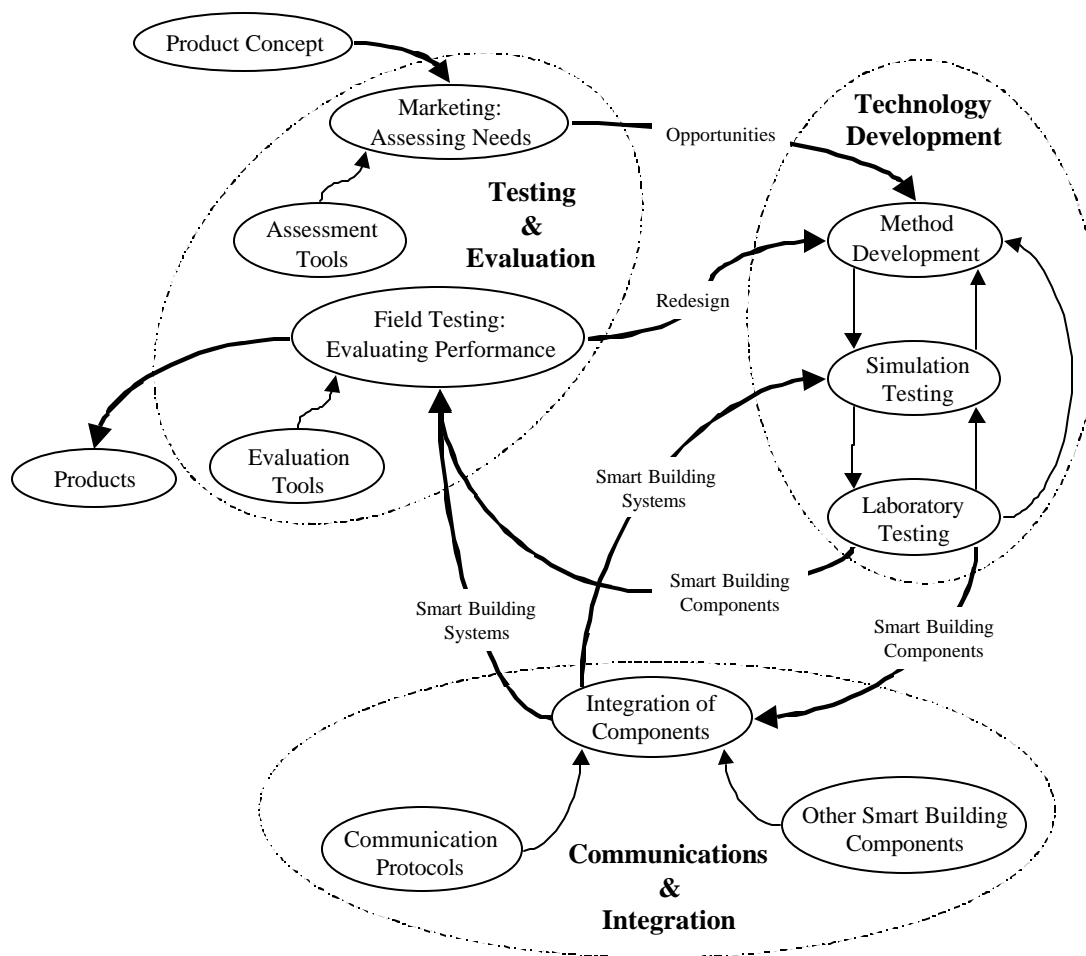 Product Concept
Marketing:
Assessing Needs
Opportunities
Technology
Development
Assessment
Tools
Testing
&
Evaluation
Method
Development
Redesign
Field Testing:
Evaluating Performance
Simulation
Testing
Products
Evaluation
Tools
Smart Building
Systems
Laboratory
Testing
Smart Building
Components
Smart Building
Systems
Smart Building
Components
Integration of
Components
Communication
Protocols
Other Smart Building
Components
Communications
&
Integration